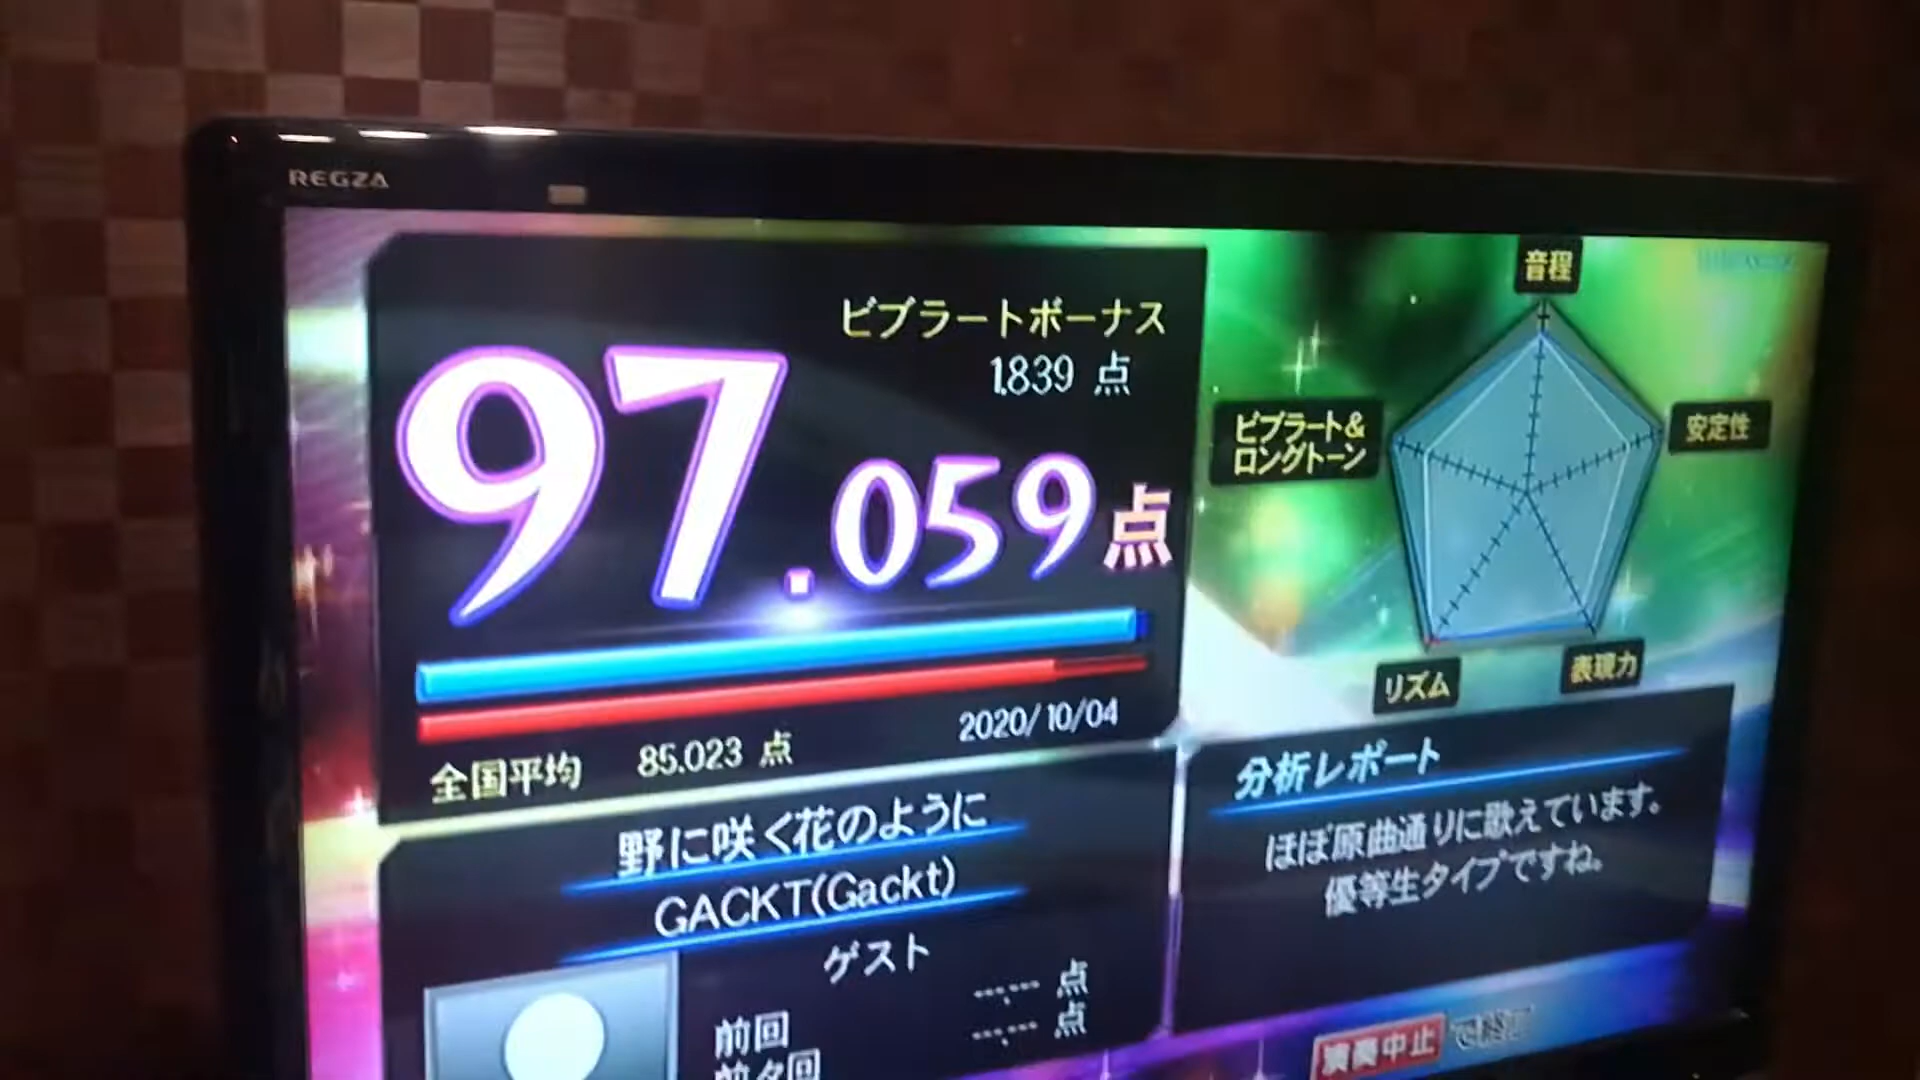 REGZA
ビブラートボーナス
1.839 点
97.059点
全国平均 85.023 点
2020/10/04
野に咲く花のように
GACKT(Gackt)
ゲスト
前回 ---.--- 点
---.--- 点
音程
安定性
表現力
リズム
ビブラート&
ロングトーン
分析レポート
ほぼ原曲通りに歌えています。
優等生タイプですね。
演奏中止 で終了